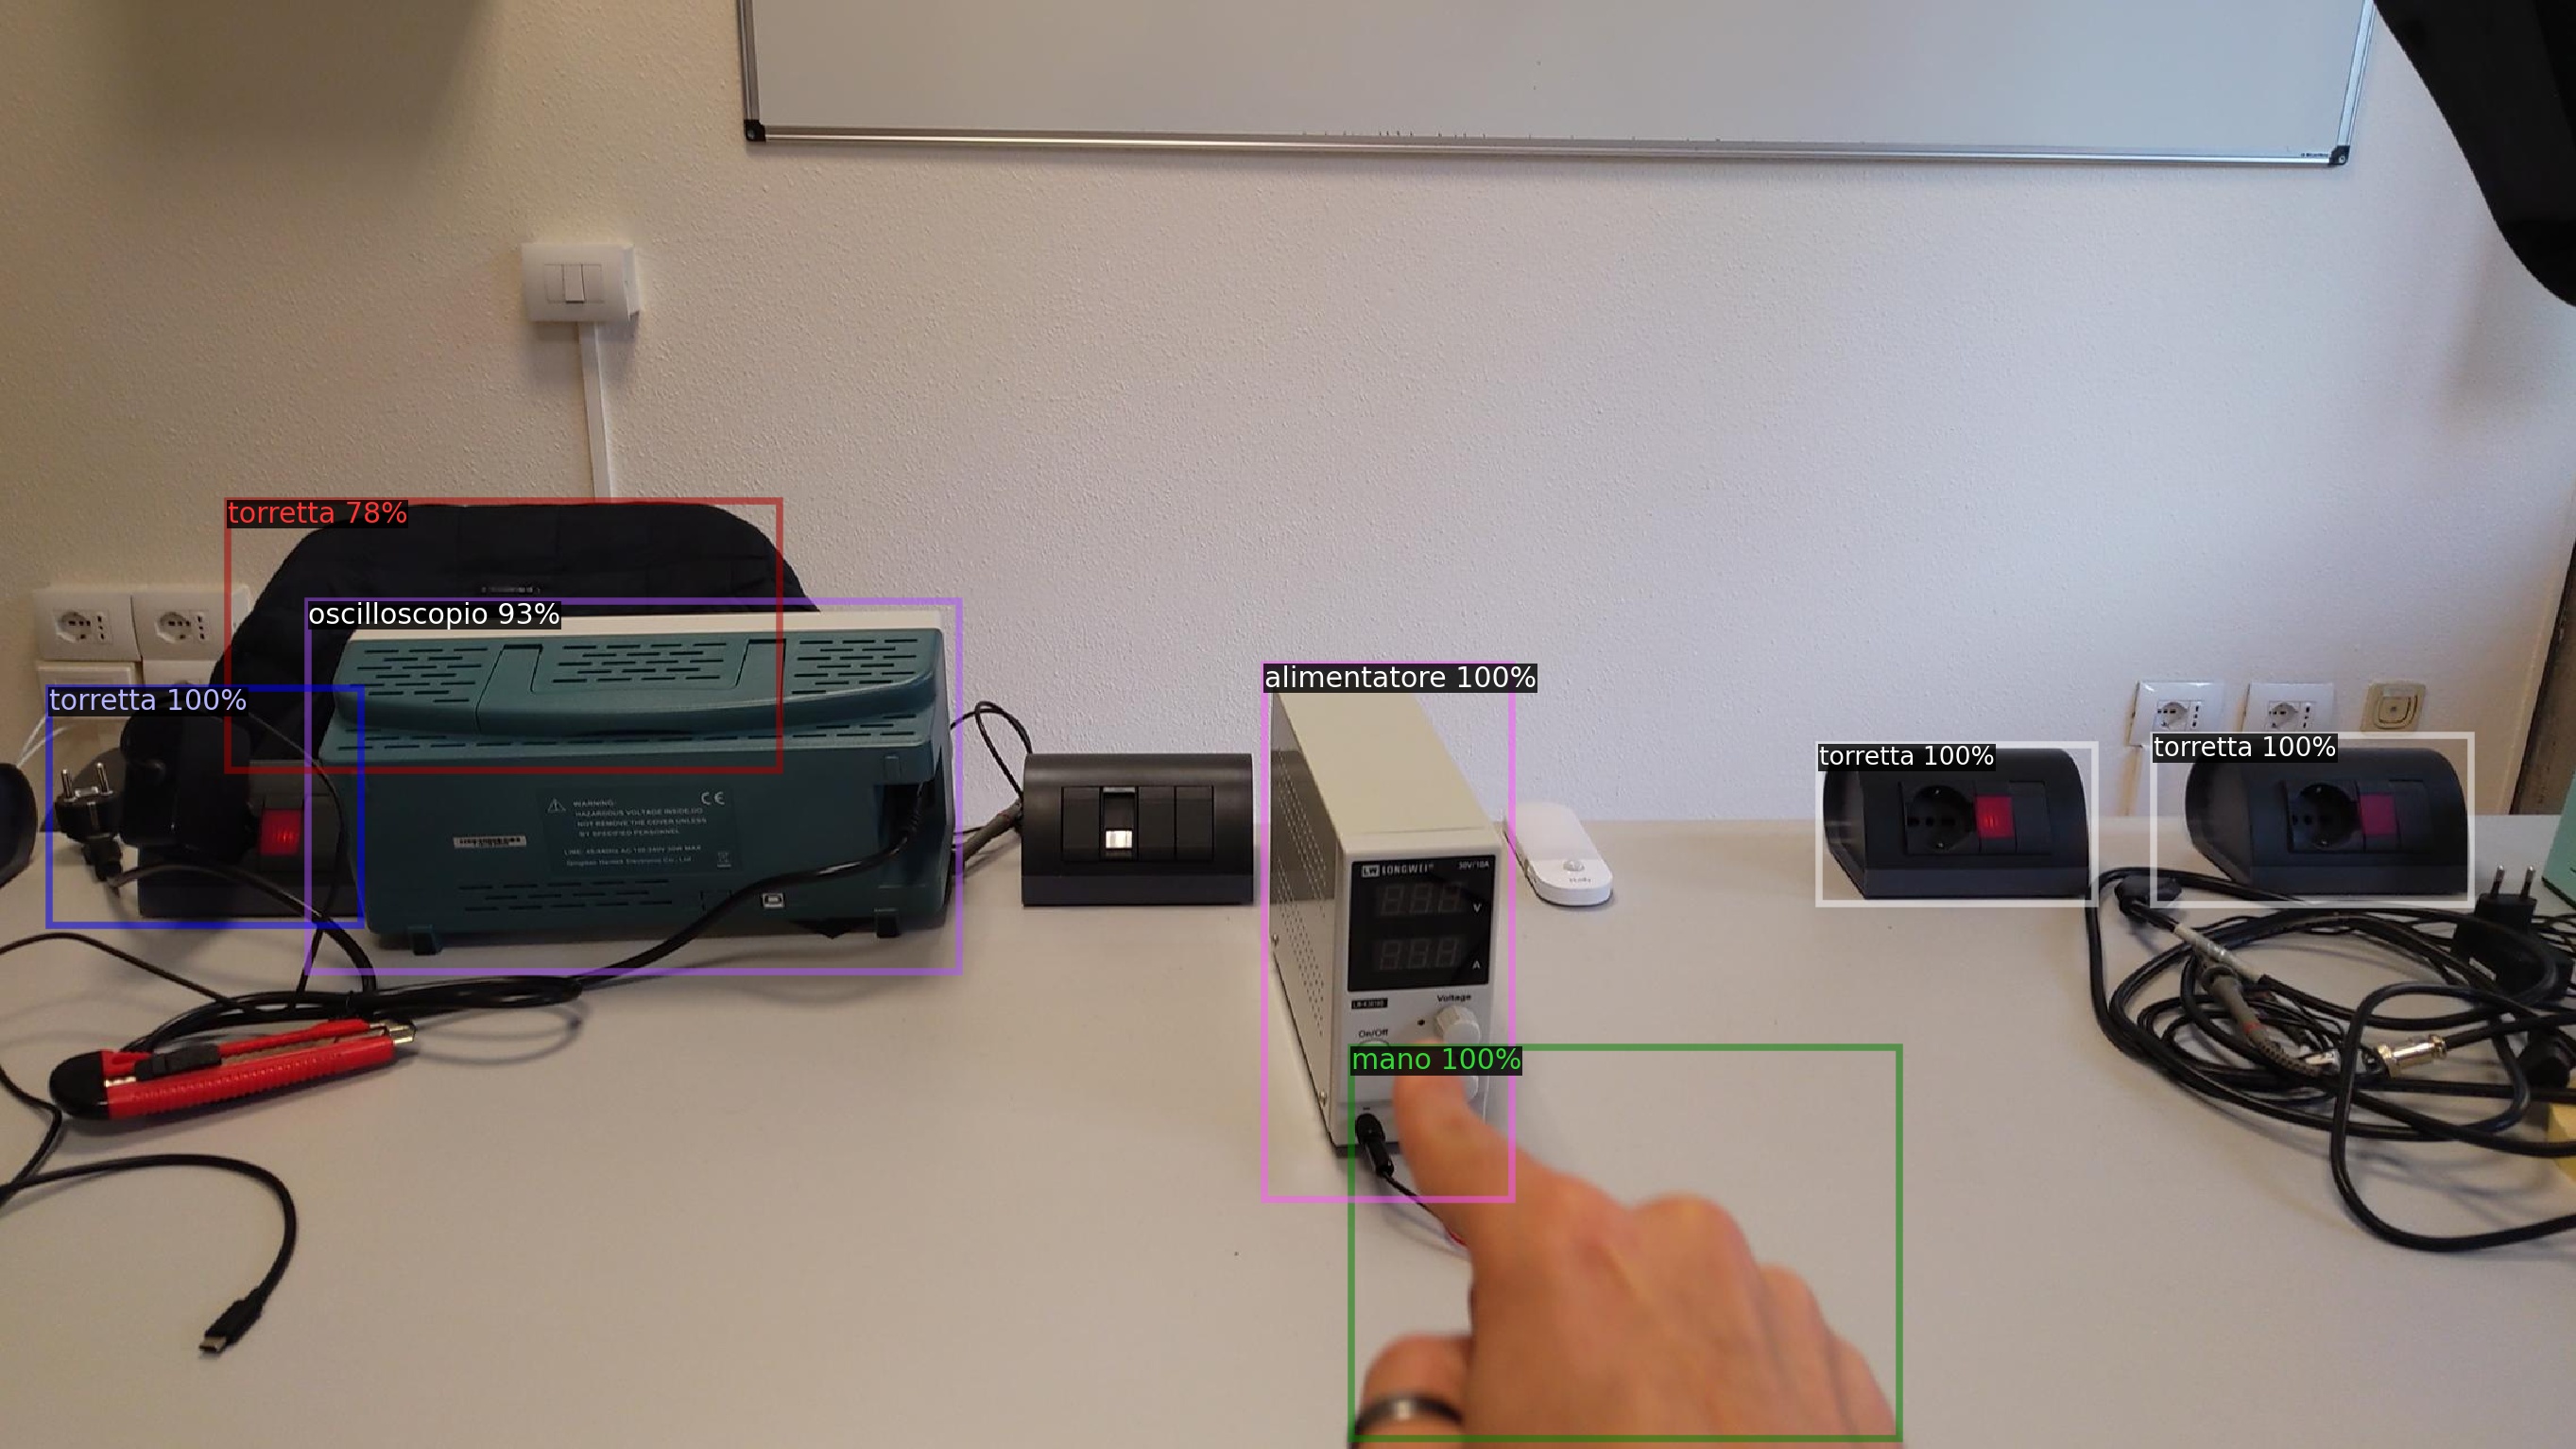 torretta 78%
oscilloscopio 93%
torretta 100%
alimentatore 100%
torretta 100%
torretta 100%
mano 100%
WARNING
HAZARDOUS VOLTAGE INSIDE,DO
NOT REMOVE THE COVER UNLESS
BY SPECIFIED PERSONNEL
CE
LW LONGWEI 30V/10A
V
A
Voltage
On/Off